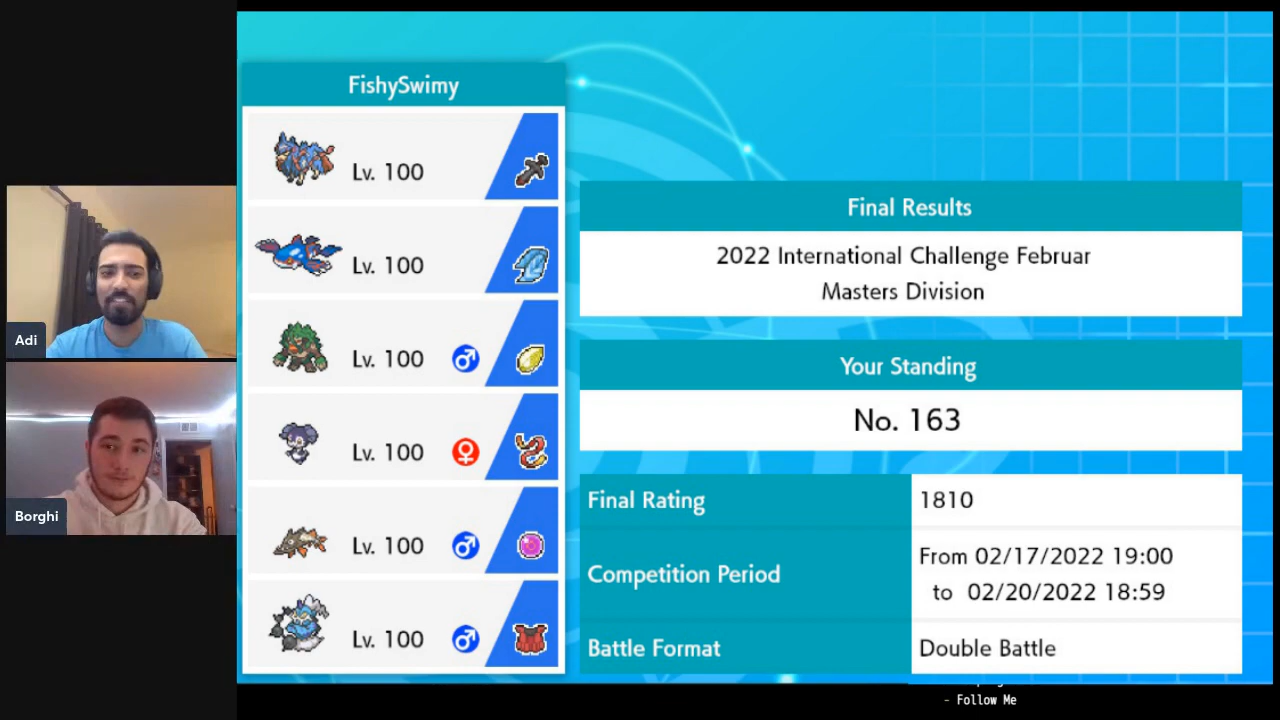 FishySwimy
Lv. 100
Lv. 100
Lv. 100
Lv. 100
Lv. 100
Lv. 100
Adi
Borghi
Final Results
2022 International Challenge Februar
Masters Division
Your Standing
No. 163
Final Rating
1810
Competition Period
From 02/17/2022 19:00
to 02/20/2022 18:59
Battle Format
Double Battle
- Follow Me